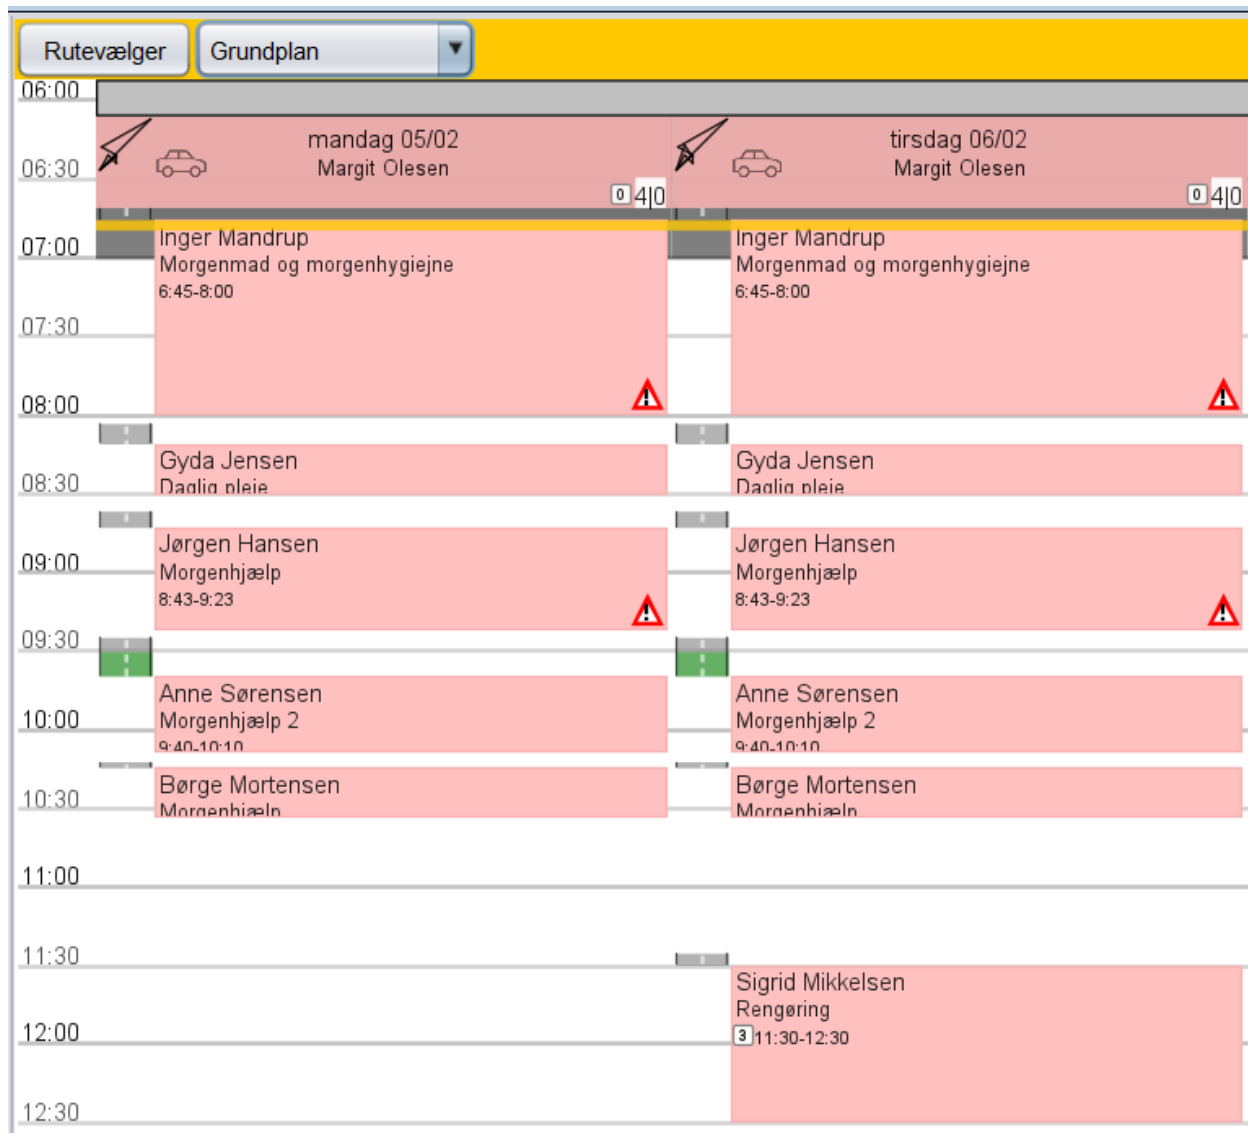 Rutevælger
Grundplan
06:00
mandag 05/02
Margit Olesen
0 4|0
tirsdag 06/02
Margit Olesen
0 4|0
06:30
07:00
Inger Mandrup
Morgenmad og morgenhygiejne
6:45-8:00
Inger Mandrup
Morgenmad og morgenhygiejne
6:45-8:00
07:30
08:00
Gyda Jensen
Daglig pleje
Gyda Jensen
Daglig pleje
08:30
Jørgen Hansen
Morgenhjælp
8:43-9:23
Jørgen Hansen
Morgenhjælp
8:43-9:23
09:00
09:30
Anne Sørensen
Morgenhjælp 2
9:40-10:10
Anne Sørensen
Morgenhjælp 2
9:40-10:10
10:00
Børge Mortensen
Morgenhjælp
Børge Mortensen
Morgenhjælp
10:30
11:00
11:30
Sigrid Mikkelsen
Rengøring
3 11:30-12:30
12:00
12:30